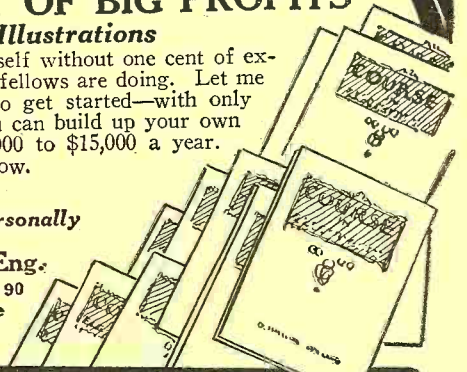 OF BIG PROFITS
Illustrations
self without one cent of ex-
fellows are doing. Let me
o get started—with only
can build up your own
000 to $15,000 a year.
ow.
rsonally
Eng.
90
e
COURSE
COURSE